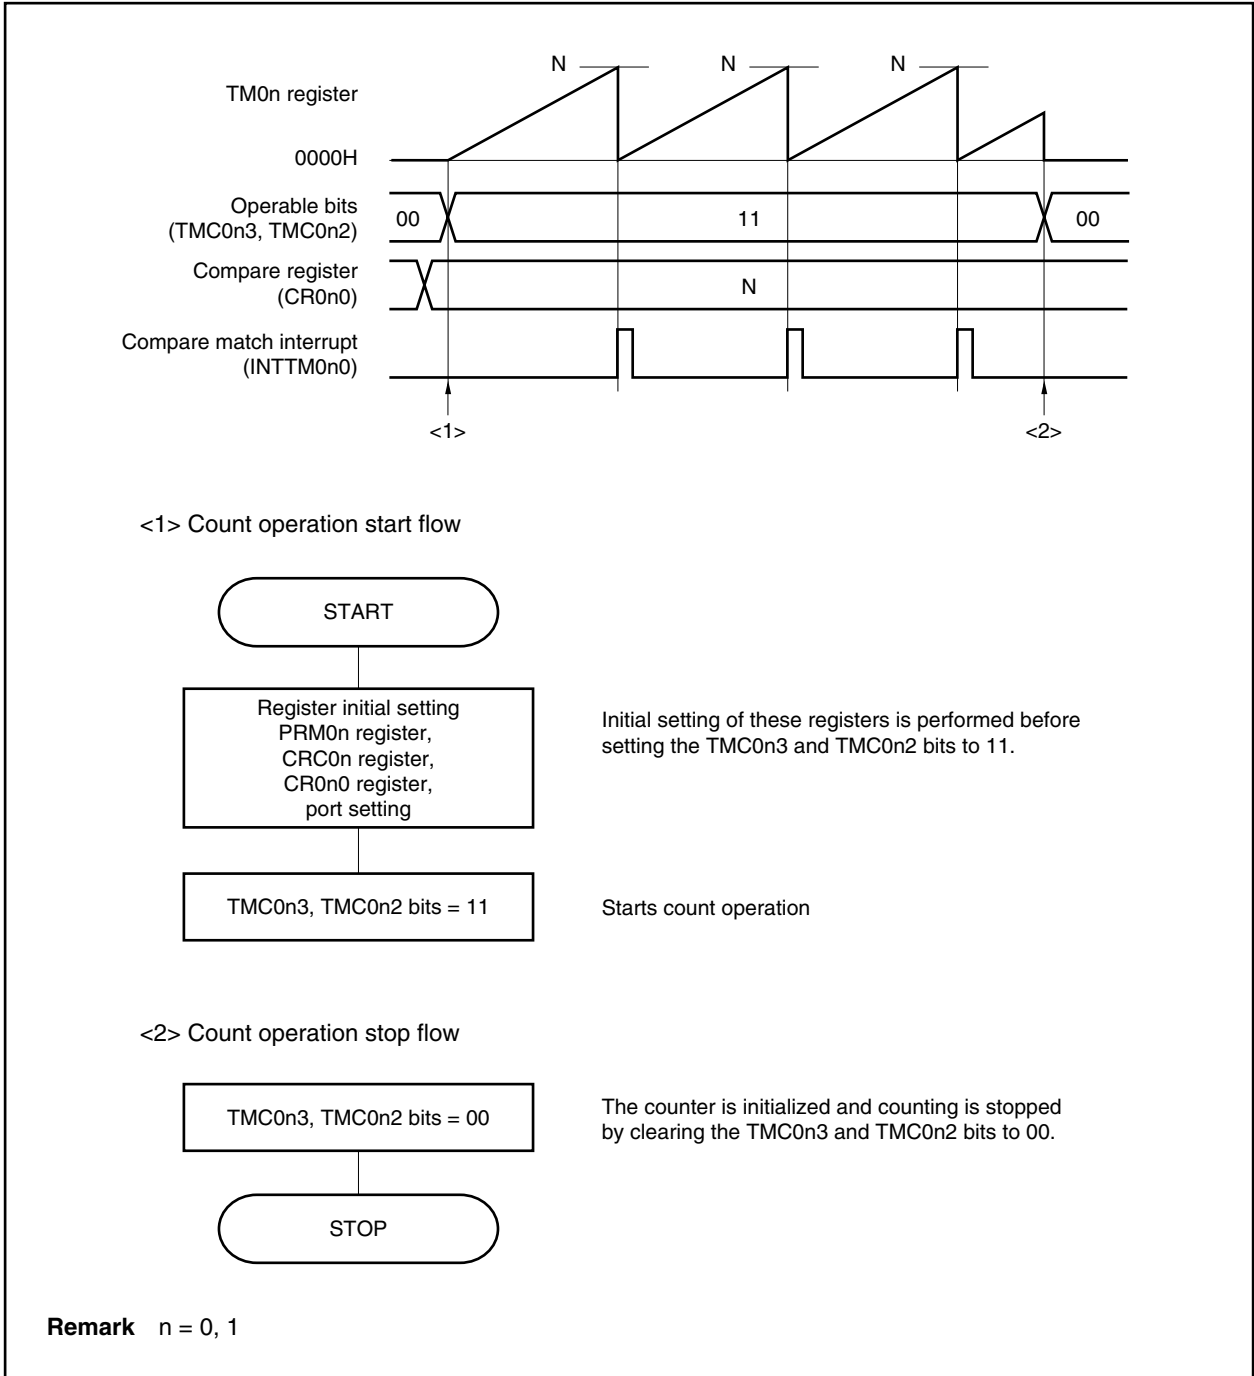 N N N
TM0n register
0000H
Operable bits
(TMC0n3, TMC0n2)
00 11 00
Compare register
(CR0n0)
N
Compare match interrupt
(INTTM0n0)
<1> <2>
<1> Count operation start flow
START
Register initial setting
PRM0n register,
CRC0n register,
CR0n0 register,
port setting
Initial setting of these registers is performed before
setting the TMC0n3 and TMC0n2 bits to 11.
TMC0n3, TMC0n2 bits = 11
Starts count operation
<2> Count operation stop flow
TMC0n3, TMC0n2 bits = 00
The counter is initialized and counting is stopped
by clearing the TMC0n3 and TMC0n2 bits to 00.
STOP
Remark n = 0, 1